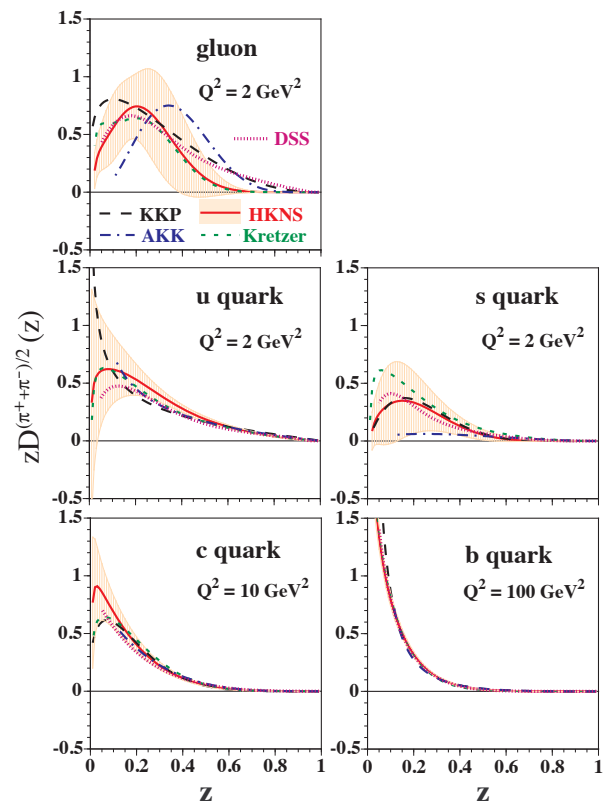 1.5
1
0.5
0
-0.5
gluon
Q² = 2 GeV²
DSS
KKP
HKNS
AKK
Kretzer
zD^(π⁺+π⁻)/2 (z)
1.5
1
0.5
0
-0.5
u quark
Q² = 2 GeV²
1.5
1
0.5
0
-0.5
s quark
Q² = 2 GeV²
1.5
1
0.5
0
-0.5
c quark
Q² = 10 GeV²
0 0.2 0.4 0.6 0.8 1
z
1.5
1
0.5
0
-0.5
b quark
Q² = 100 GeV²
0 0.2 0.4 0.6 0.8 1
z